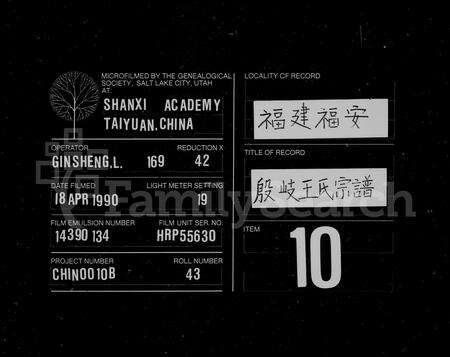 MICROFILMED BY THE GENEALOGICAL
SOCIETY, SALT LAKE CITY, UTAH
AT:
SHANXI ACADEMY
TAIYUAN, CHINA
OPERATOR
REDUCTION X
GINSHENG, L. 169
42
DATE FILMED
LIGHT METER SETTING
18 APR 1990
19
FILM EMULSION NUMBER
FILM UNIT SER. NO.
14390 134
HRP55630
PROJECT NUMBER
ROLL NUMBER
CHIN0010B
43
LOCALITY OF RECORD
福建福安
TITLE OF RECORD
殷岐王氏宗譜
ITEM
10
FamilySearch